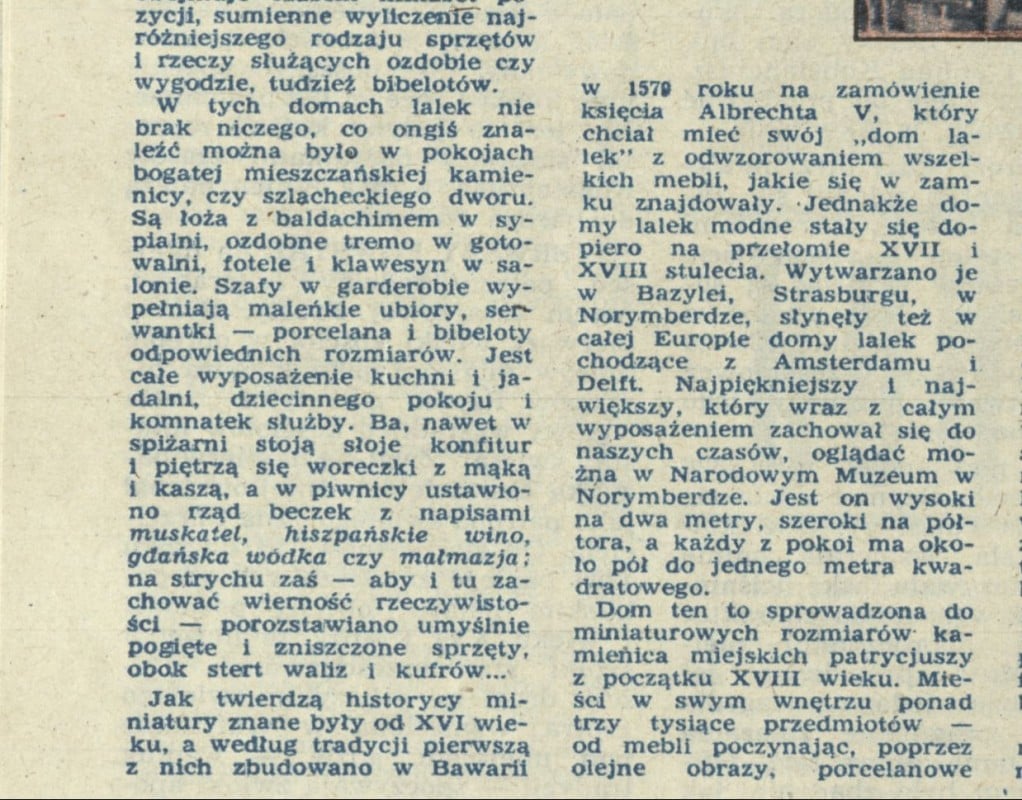 zycji, sumienne wyliczenie naj-
różniejszego rodzaju sprzętów
i rzeczy służących ozdobie czy
wygodzie, tudzież bibelotów.
W tych domach lalek nie
brak niczego, co ongiś zna-
leźć można było w pokojach
bogatej mieszczańskiej kamie-
nicy, czy szlacheckiego dworu.
Są łoża z baldachimem w sy-
pialni, ozdobne tremo w goto-
walni, fotele i klawesyn w sa-
lonie. Szafy w garderobie wy-
pełniają maleńkie ubiory, ser-
wantki — porcelana i bibeloty
odpowiednich rozmiarów. Jest
całe wyposażenie kuchni i ja-
dalni, dziecinnego pokoju i
komnatek służby. Ba, nawet w
spiżarni stoją słoje konfitur
i piętrzą się woreczki z mąką
i kaszą, a w piwnicy ustawio-
no rząd beczek z napisami
muskatel, hiszpańskie wino,
gdańska wódka czy małmazja;
na strychu zaś — aby i tu za-
chować wierność rzeczywisto-
ści — porozstawiano umyślnie
pogięte i zniszczone sprzęty,
obok stert waliz i kufrów...
Jak twierdzą historycy mi-
niatury znane były od XVI wie-
ku, a według tradycji pierwszą
z nich zbudowano w Bawarii
w 1579 roku na zamówienie
księcia Albrechta V, który
chciał mieć swój „dom la-
lek" z odwzorowaniem wszel-
kich mebli, jakie się w zam-
ku znajdowały. Jednakże do-
my lalek modne stały się do-
piero na przełomie XVII i
XVIII stulecia. Wytwarzano je
w Bazylei, Strasburgu, w
Norymberdze, słynęły też w
całej Europie domy lalek po-
chodzące z Amsterdamu i
Delft. Najpiękniejszy i naj-
większy, który wraz z całym
wyposażeniem zachował się do
naszych czasów, oglądać mo-
żna w Narodowym Muzeum w
Norymberdze. Jest on wysoki
na dwa metry, szeroki na pół-
tora, a każdy z pokoi ma oko-
ło pół do jednego metra kwa-
dratowego.
Dom ten to sprowadzona do
miniaturowych rozmiarów ka-
mienica miejskich patrycjuszy
z początku XVIII wieku. Mie-
ści w swym wnętrzu ponad
trzy tysiące przedmiotów —
od mebli poczynając, poprzez
olejne obrazy, porcelanowe